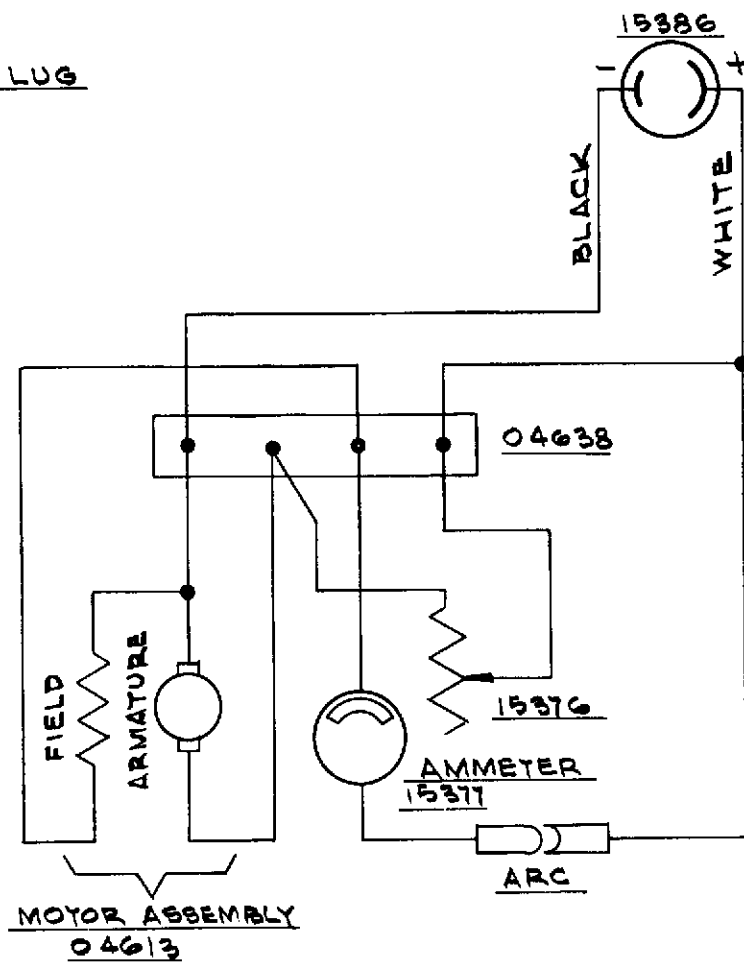 15386
LUG
- +
BLACK
WHITE
04638
FIELD
ARMATURE
15376
AMMETER
15377
ARC
MOTOR ASSEMBLY
04613